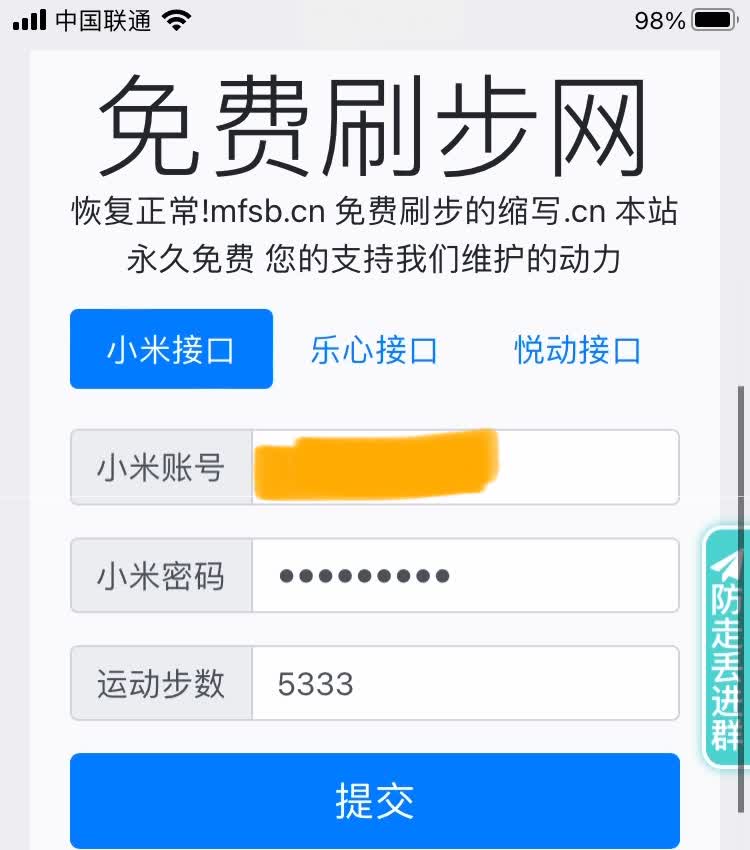 中国联通 98%
免费刷步网
恢复正常!mfsb.cn 免费刷步的缩写.cn 本站
永久免费 您的支持我们维护的动力
小米接口 乐心接口 悦动接口
小米账号
小米密码 ●●●●●●●●●
运动步数 5333
提交
防走丢进群